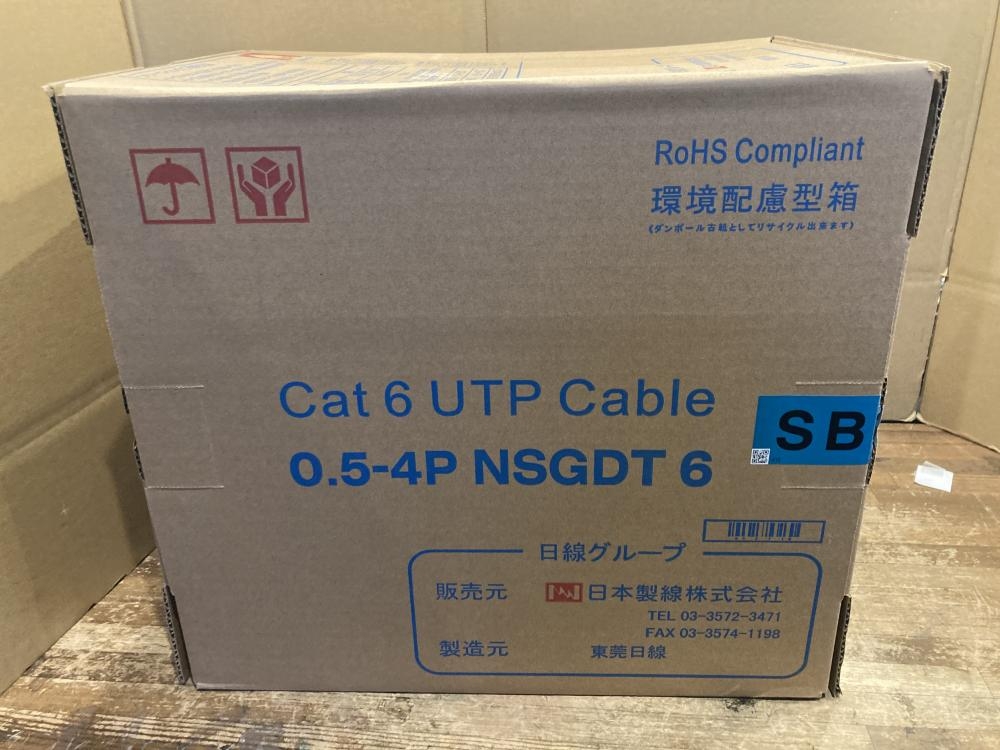 RoHS Compliant
環境配慮型箱
(ダンボール古紙としてリサイクル出来ます)
Cat 6 UTP Cable
SB
0.5-4P NSGDT 6
日線グループ
販売元 日本製線株式会社
TEL 03-3572-3471
FAX 03-3574-1198
製造元 東莞日線